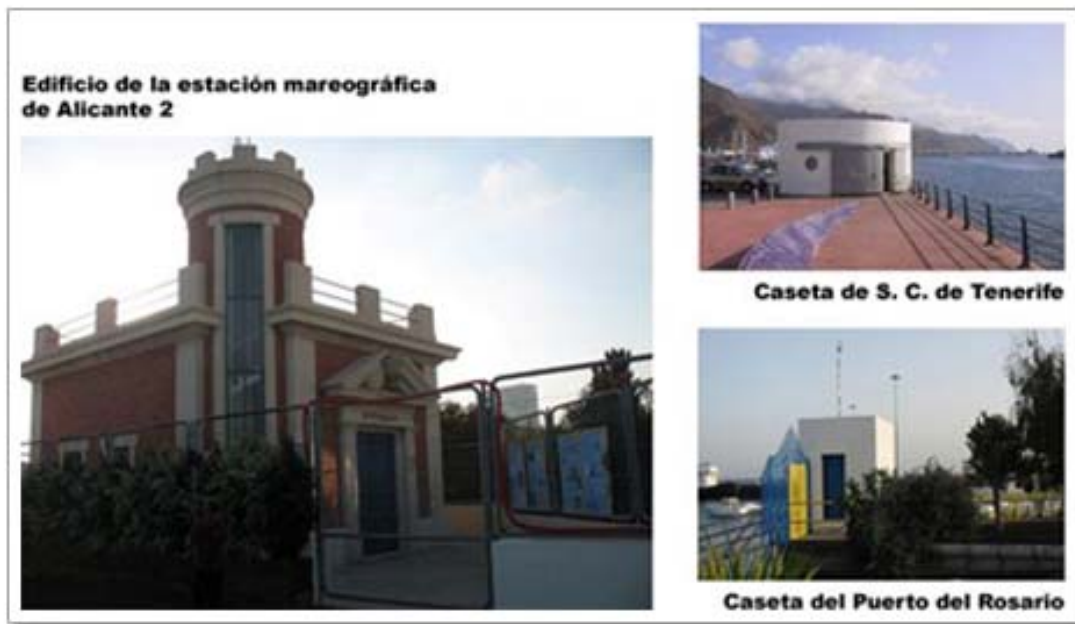 Edificio de la estación mareográfica
de Alicante 2
Caseta de S. C. de Tenerife
Caseta del Puerto del Rosario